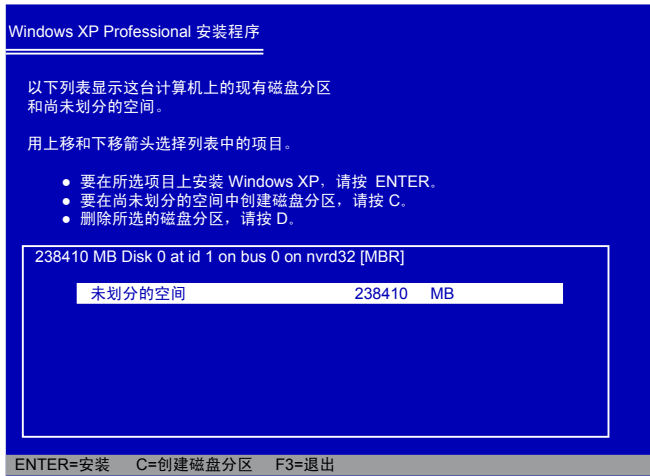 Windows XP Professional 安装程序
以下列表显示这台计算机上的现有磁盘分区
和尚未划分的空间。
用上移和下移箭头选择列表中的项目。
● 要在所选项目上安装 Windows XP，请按 ENTER。
● 要在尚未划分的空间中创建磁盘分区，请按 C。
● 删除所选的磁盘分区，请按 D。
238410 MB Disk 0 at id 1 on bus 0 on nvrd32 [MBR]
未划分的空间 238410 MB
ENTER=安装 C=创建磁盘分区 F3=退出